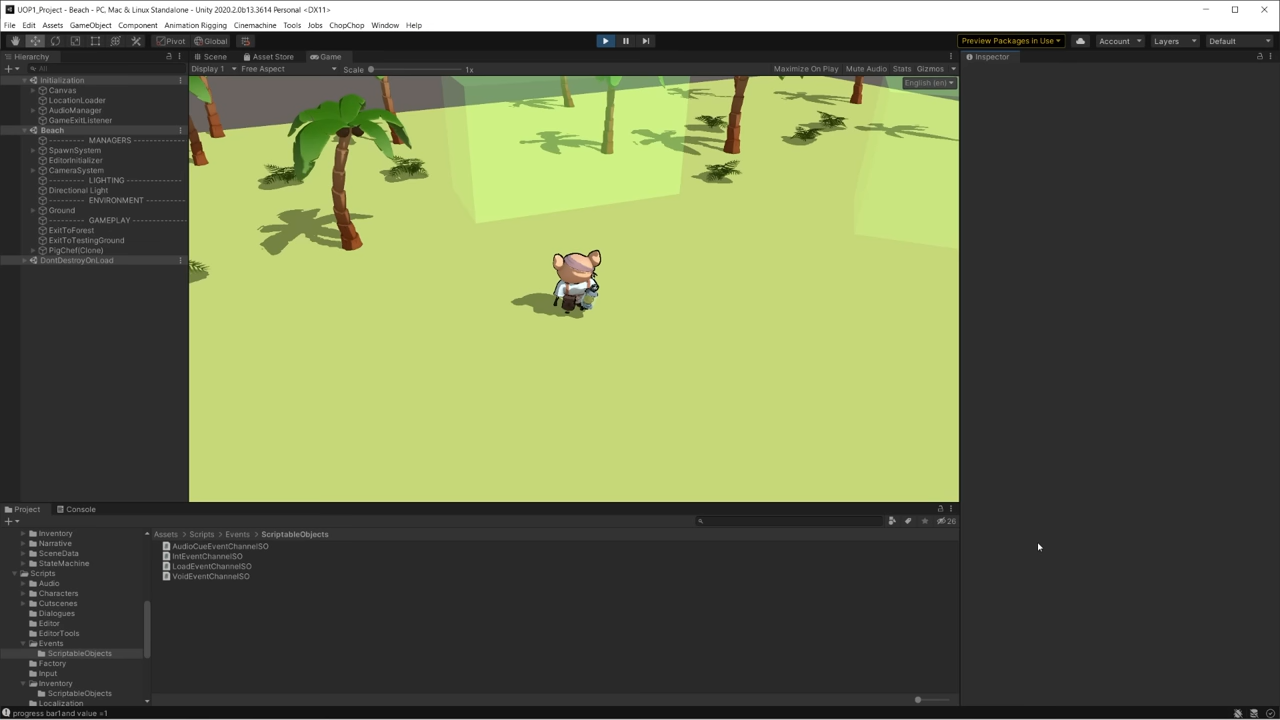 UOP1_Project - Beach - PC, Mac & Linux Standalone - Unity 2020.2.0b13.3614 Personal <DX11>
File Edit Assets GameObject Component Animation Rigging Cinemachine Tools Jobs ChopChop Window Help
Pivot Global Preview Packages in Use Account Layers Default
Hierarchy Scene Asset Store Game Inspector
All Display 1 Free Aspect Scale 1x Maximize On Play Mute Audio Stats Gizmos
English (en)
Initialization
Canvas
LocationLoader
AudioManager
GameExitListener
Beach
--------- MANAGERS ---------------
SpawnSystem
EditorInitializer
CameraSystem
--------- LIGHTING ---------------
Directional Light
--------- ENVIRONMENT ------------
Ground
--------- GAMEPLAY ---------------
ExitToForest
ExitToTestingGround
PigChef(Clone)
DontDestroyOnLoad
Project Console
26
Inventory
Narrative
SceneData
StateMachine
Scripts
Audio
Characters
Cutscenes
Dialogues
Editor
EditorTools
Events
ScriptableObjects
Factory
Input
Inventory
ScriptableObjects
Localization
Assets > Scripts > Events > ScriptableObjects
AudioCueEventChannelSO
IntEventChannelSO
LoadEventChannelSO
VoidEventChannelSO
progress bar1and value =1